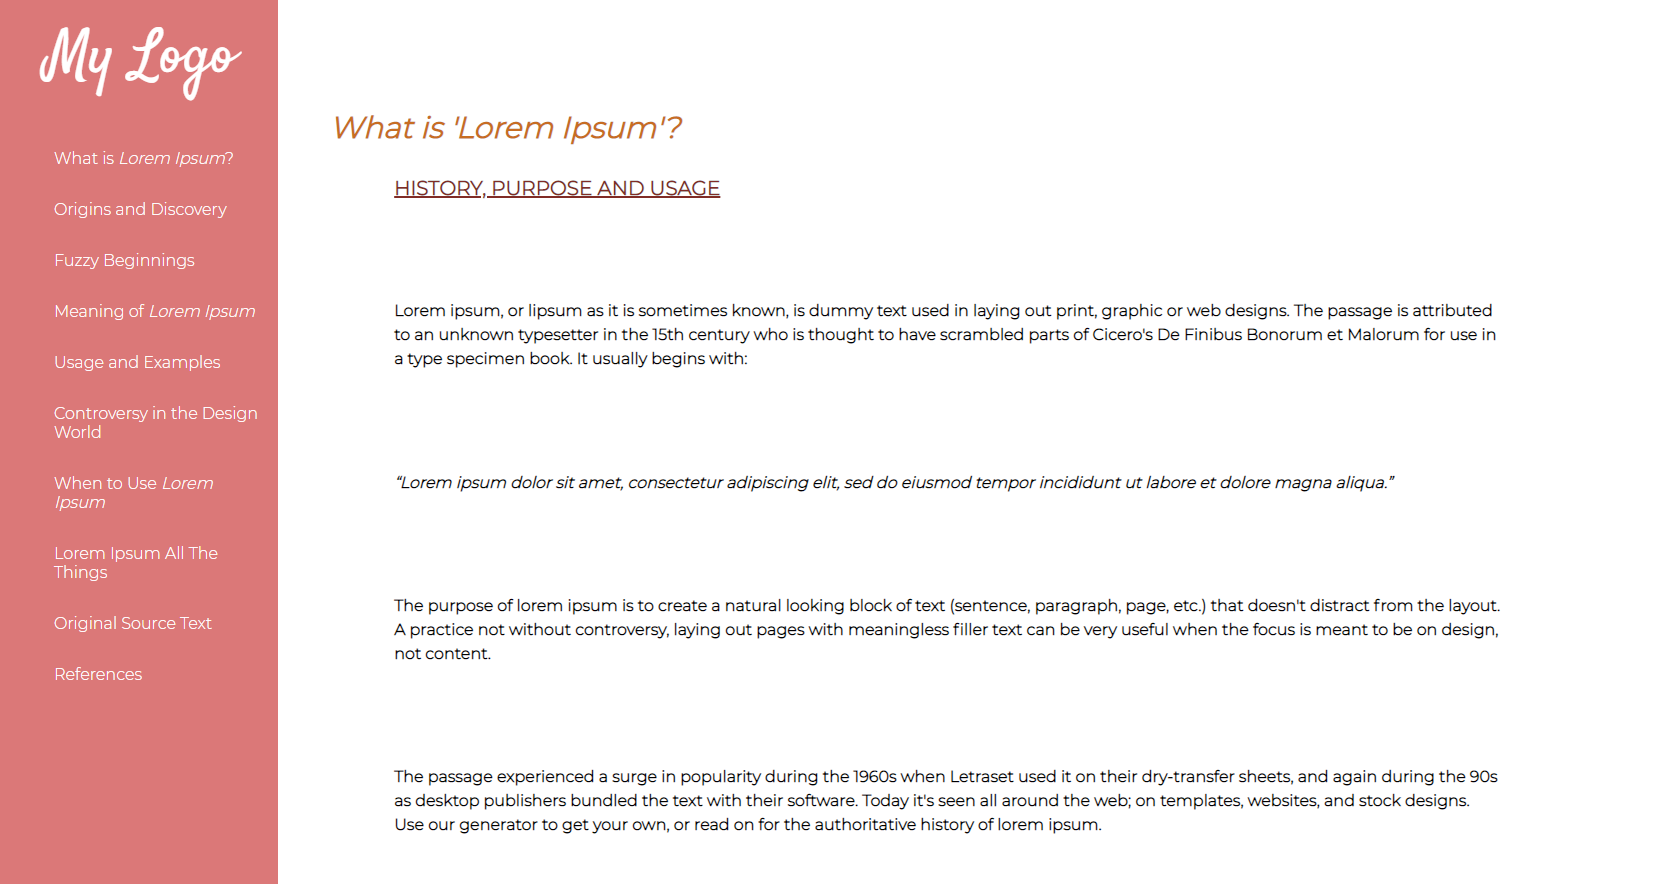 My Logo
What is Lorem Ipsum?
Origins and Discovery
Fuzzy Beginnings
Meaning of Lorem Ipsum
Usage and Examples
Controversy in the Design
World
When to Use Lorem
Ipsum
Lorem Ipsum All The
Things
Original Source Text
References
What is 'Lorem Ipsum'?
HISTORY, PURPOSE AND USAGE
Lorem ipsum, or lipsum as it is sometimes known, is dummy text used in laying out print, graphic or web designs. The passage is attributed
to an unknown typesetter in the 15th century who is thought to have scrambled parts of Cicero's De Finibus Bonorum et Malorum for use in
a type specimen book. It usually begins with:
“Lorem ipsum dolor sit amet, consectetur adipiscing elit, sed do eiusmod tempor incididunt ut labore et dolore magna aliqua.”
The purpose of lorem ipsum is to create a natural looking block of text (sentence, paragraph, page, etc.) that doesn't distract from the layout.
A practice not without controversy, laying out pages with meaningless filler text can be very useful when the focus is meant to be on design,
not content.
The passage experienced a surge in popularity during the 1960s when Letraset used it on their dry-transfer sheets, and again during the 90s
as desktop publishers bundled the text with their software. Today it's seen all around the web; on templates, websites, and stock designs.
Use our generator to get your own, or read on for the authoritative history of lorem ipsum.